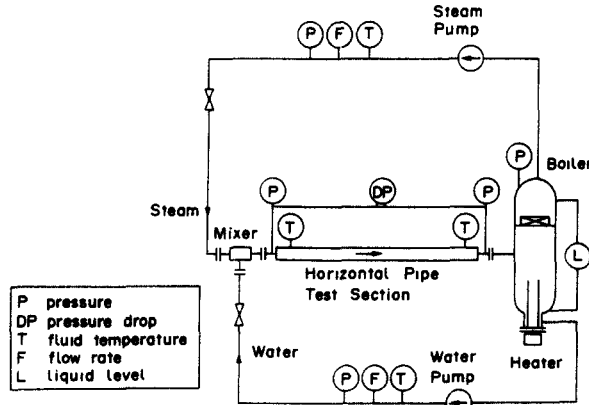 Steam
Pump
P F T
P
Boiler
P DP P
Steam
T T
Mixer
L
Horizontal Pipe
Test Section
P pressure
DP pressure drop
T fluid temperature
F flow rate
L liquid level
Water
Water
Pump
Heater
P F T